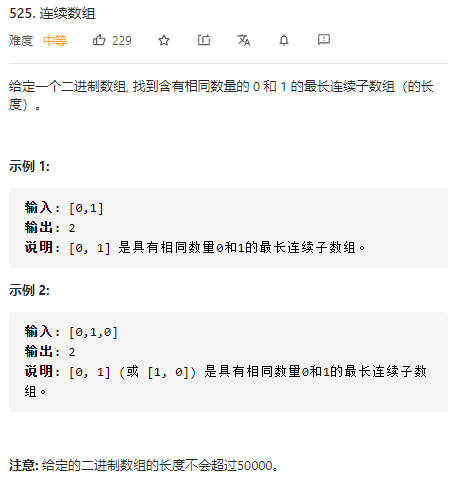 525. 连续数组
难度 中等 229
给定一个二进制数组, 找到含有相同数量的 0 和 1 的最长连续子数组（的长
度）。
示例 1:
输入: [0,1]
输出: 2
说明: [0, 1] 是具有相同数量0和1的最长连续子数组。
示例 2:
输入: [0,1,0]
输出: 2
说明: [0, 1] (或 [1, 0]) 是具有相同数量0和1的最长连续子数
组。
注意: 给定的二进制数组的长度不会超过50000。